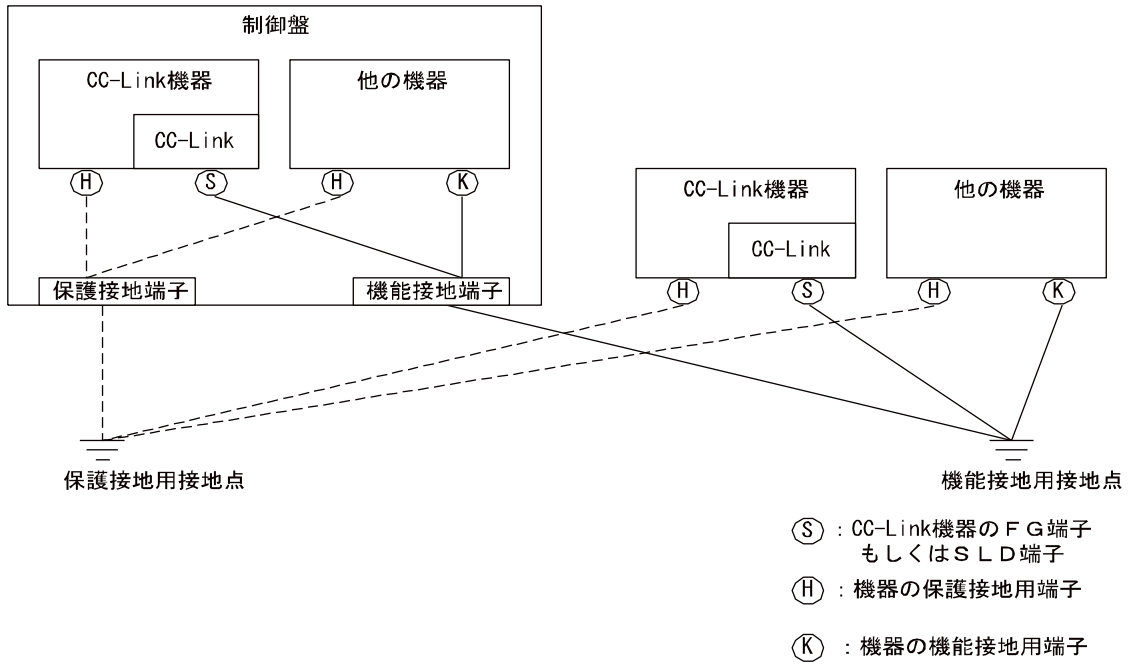 制御盤
CC-Link機器
他の機器
CC-Link
H
S
H
K
CC-Link機器
他の機器
CC-Link
保護接地端子
機能接地端子
H
S
H
K
保護接地用接地点
機能接地用接地点
S:CC-Link機器のFG端子
もしくはSLD端子
H:機器の保護接地用端子
K:機器の機能接地用端子